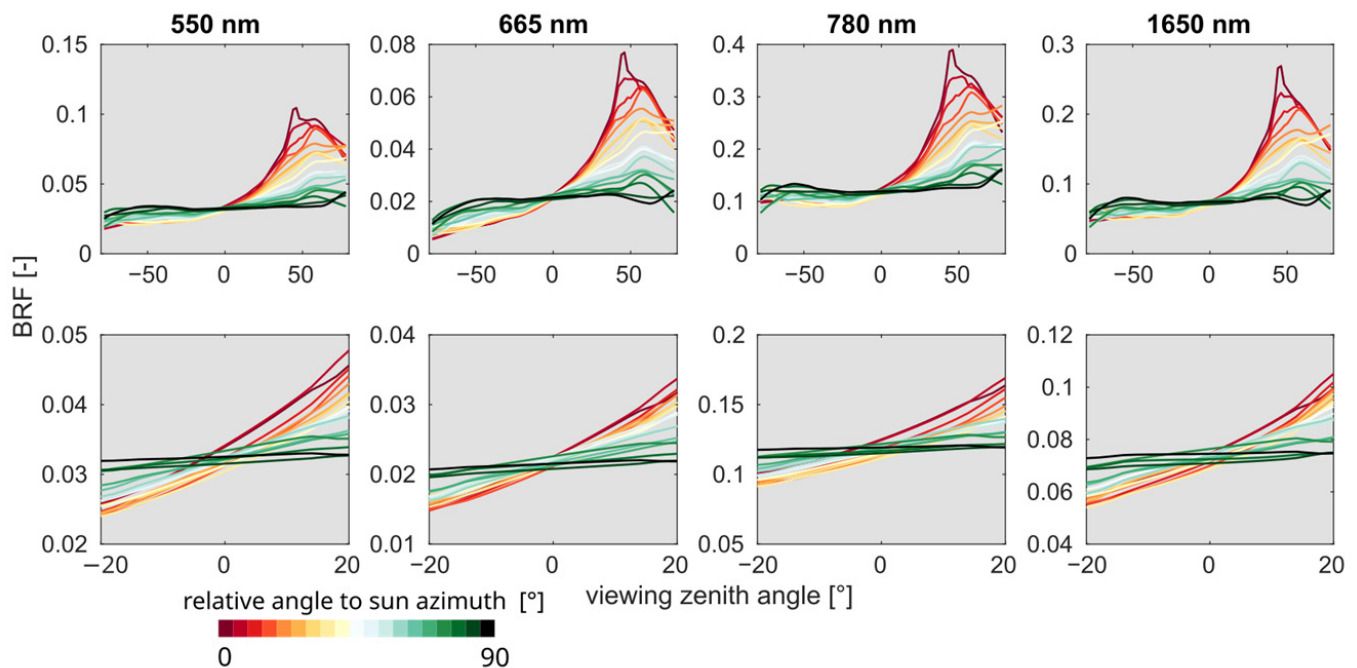 550 nm 665 nm 780 nm 1650 nm
0.15 0.08 0.4 0.3
0.1 0.06 0.3 0.2
0.05 0.04 0.2 0.1
0 0.02 0.1 0
0 0
−50 0 50 −50 0 50 −50 0 50 −50 0 50
BRF [-]
0.05 0.04 0.2 0.12
0.04 0.03 0.15 0.1
0.03 0.02 0.1 0.08
0.02 0.01 0.05 0.06
0.04
−20 0 20 −20 0 20 −20 0 20 −20 0 20
relative angle to sun azimuth [°] viewing zenith angle [°]
0 90